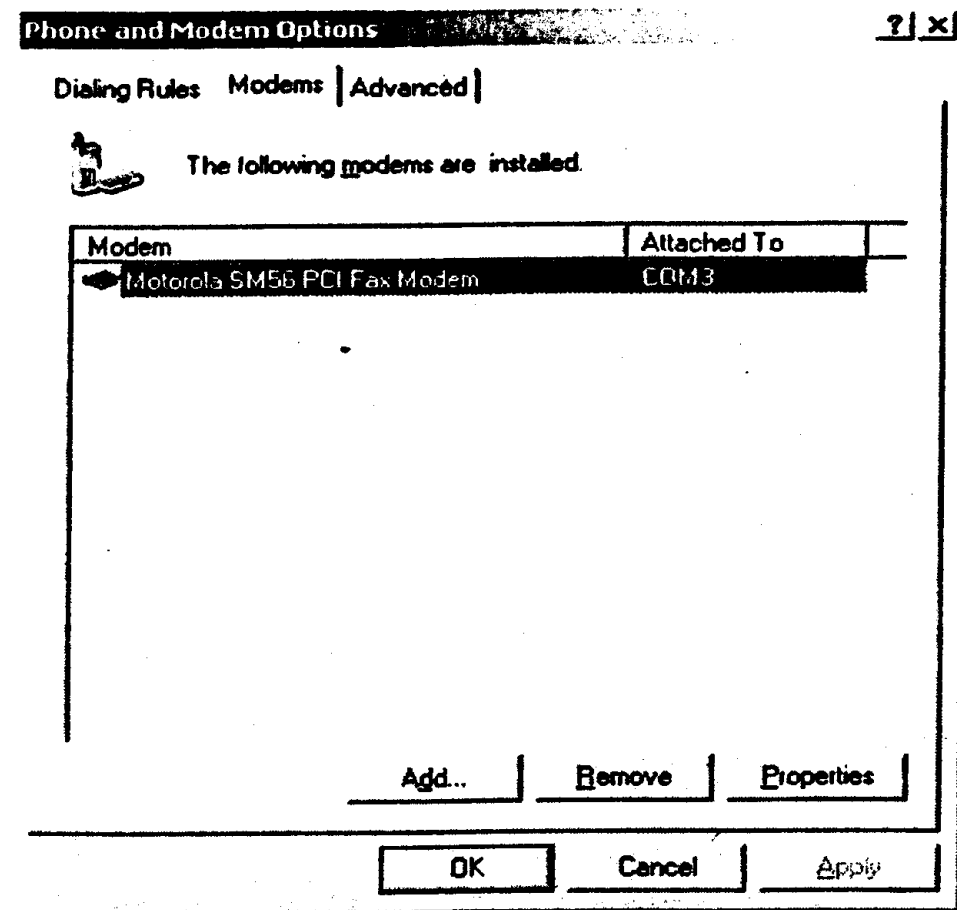 Phone and Modem Options ? X
Dialing Rules Modems Advanced
The following modems are installed.
Modem Attached To
Motorola SM56 PCI Fax Modem COM3
Add... Remove Properties
OK Cancel Apply